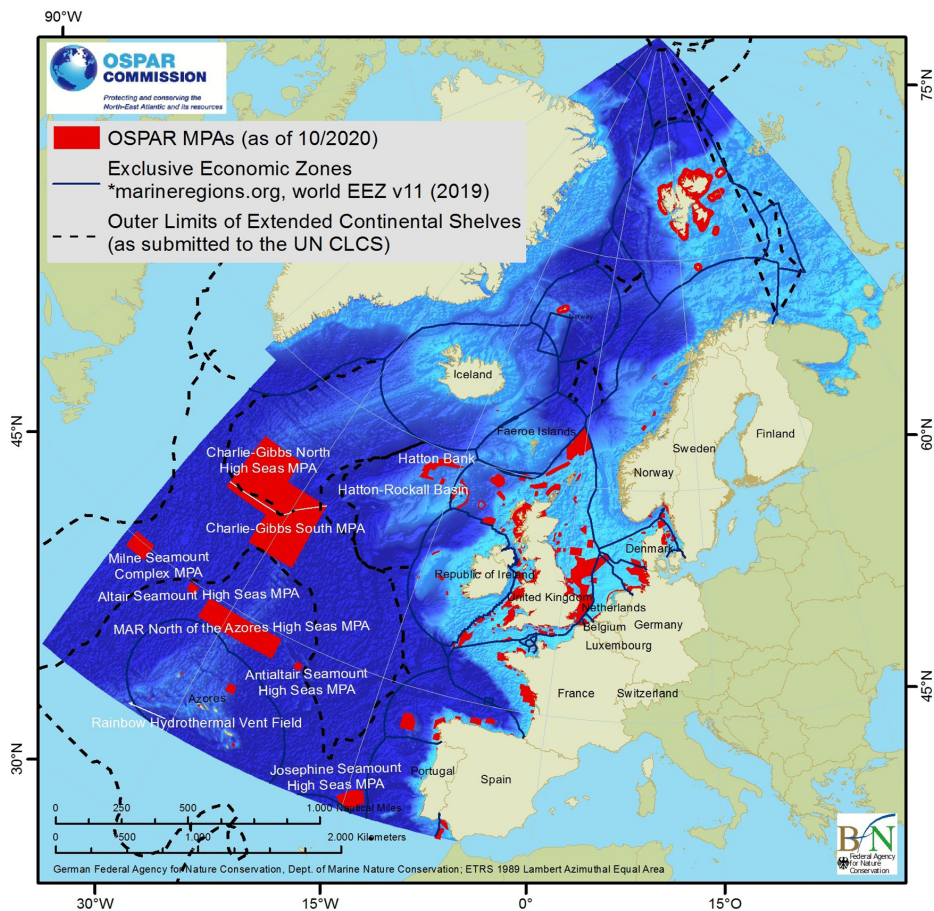 90°W
OSPAR
COMMISSION
Protecting and conserving the
North-East Atlantic and its resources
75°N
OSPAR MPAs (as of 10/2020)
Exclusive Economic Zones
*marineregions.org, world EEZ v11 (2019)
Outer Limits of Extended Continental Shelves
(as submitted to the UN CLCS)
Norway
Iceland
45°N
60°N
Faeroe Islands
Finland
Sweden
Norway
Charlie-Gibbs North
High Seas MPA
Hatton Bank
Hatton-Rockall Basin
Charlie-Gibbs South MPA
Denmark
Milne Seamount
Complex MPA
Republic of Ireland
Altair Seamount High Seas MPA
United Kingdom
Netherlands
MAR North of the Azores High Seas MPA
Belgium
Germany
Luxembourg
Antialtair Seamount
High Seas MPA
France
Switzerland
45°N
Azores
Rainbow Hydrothermal Vent Field
30°N
Josephine Seamount
High Seas MPA
Portugal
Spain
0 250 500 1.000 Nautical Miles
0 500 1.000 2.000 Kilometers
BfN
Federal Agency
for Nature
Conservation
German Federal Agency for Nature Conservation, Dept. of Marine Nature Conservation; ETRS 1989 Lambert Azimuthal Equal Area
30°W
15°W
0°
15°O